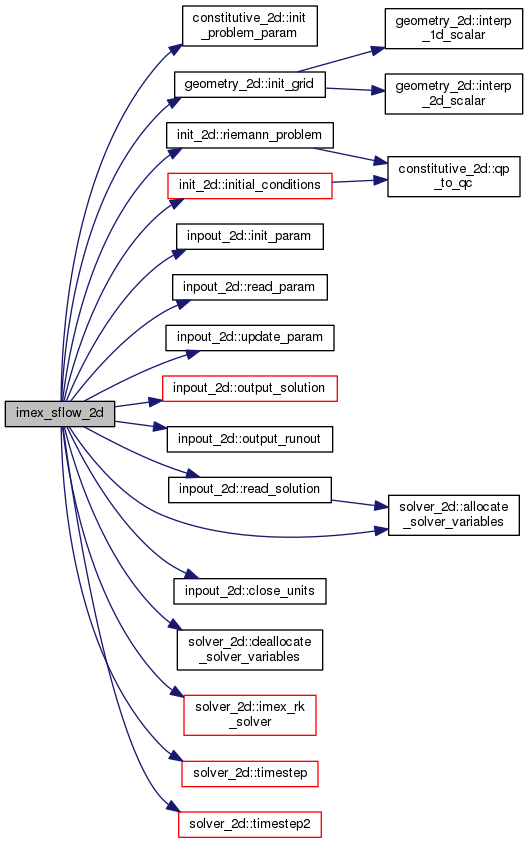 constitutive_2d::init
_problem_param
geometry_2d::interp
_1d_scalar
geometry_2d::init_grid
geometry_2d::interp
_2d_scalar
init_2d::riemann_problem
constitutive_2d::qp
_to_qc
init_2d::initial_conditions
inpout_2d::init_param
inpout_2d::read_param
inpout_2d::update_param
inpout_2d::output_solution
imex_sflow_2d
inpout_2d::output_runout
inpout_2d::read_solution
solver_2d::allocate
_solver_variables
inpout_2d::close_units
solver_2d::deallocate
_solver_variables
solver_2d::imex_rk
_solver
solver_2d::timestep
solver_2d::timestep2